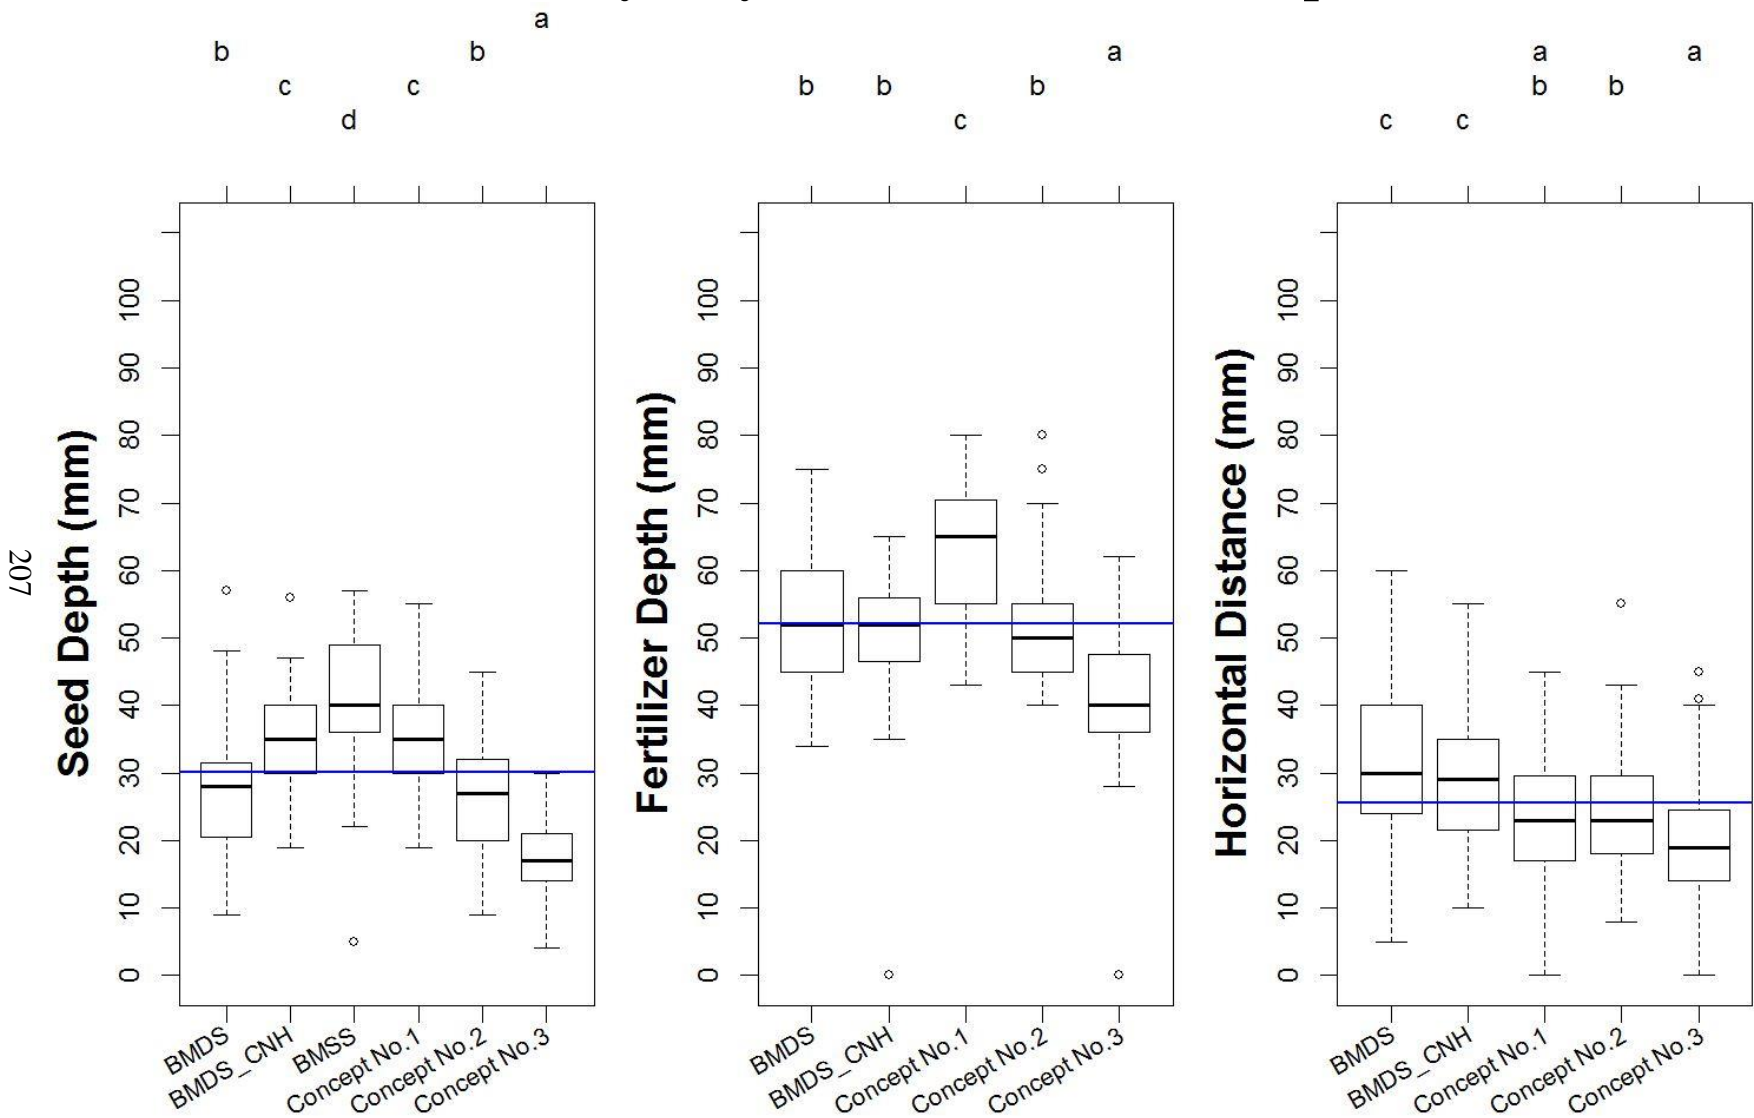 a
b
b
c
c
d
Seed Depth (mm)
100
90
80
70
60
50
40
30
20
10
0
BMDS
BMDS_CNH
BMSS
Concept No.1
Concept No.2
Concept No.3
a
b
b
b
c
Fertilizer Depth (mm)
100
90
80
70
60
50
40
30
20
10
0
BMDS
BMDS_CNH
Concept No.1
Concept No.2
Concept No.3
a
a
b
b
c
c
Horizontal Distance (mm)
100
90
80
70
60
50
40
30
20
10
0
BMDS
BMDS_CNH
Concept No.1
Concept No.2
Concept No.3
207